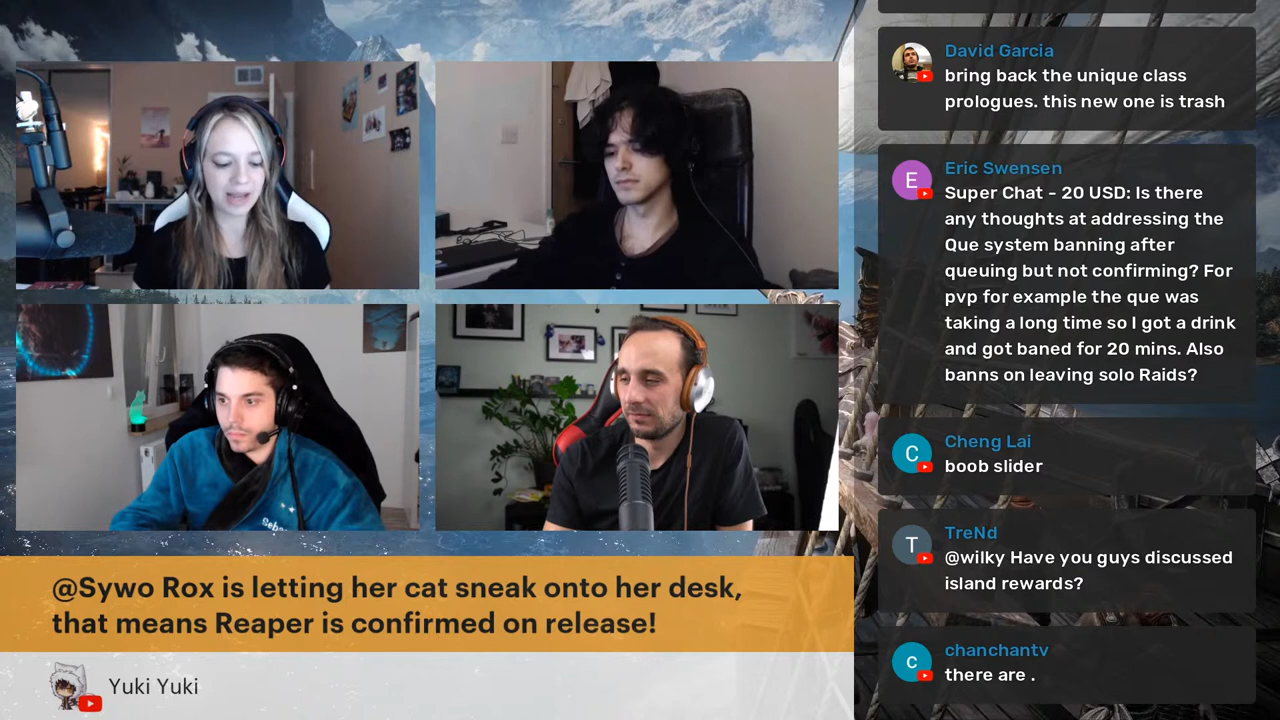 @Sywo Rox is letting her cat sneak onto her desk,
that means Reaper is confirmed on release!
Yuki Yuki
David Garcia
bring back the unique class
prologues. this new one is trash
E
Eric Swensen
Super Chat - 20 USD: Is there
any thoughts at addressing the
Que system banning after
queuing but not confirming? For
pvp for example the que was
taking a long time so I got a drink
and got baned for 20 mins. Also
banns on leaving solo Raids?
C
Cheng Lai
boob slider
T
TreNd
@wilky Have you guys discussed
island rewards?
c
chanchantv
there are .